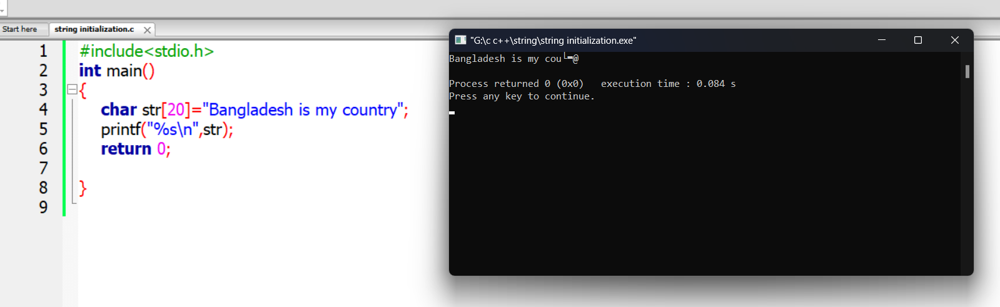 Start here
string initialization.c
1 #include<stdio.h>
2 int main()
3 {
4 char str[20]="Bangladesh is my country";
5 printf("%s\n",str);
6 return 0;
7
8 }
9
"G:\c c++\string\string initialization.exe"
Bangladesh is my cou└▬@
Process returned 0 (0x0)   execution time : 0.084 s
Press any key to continue.